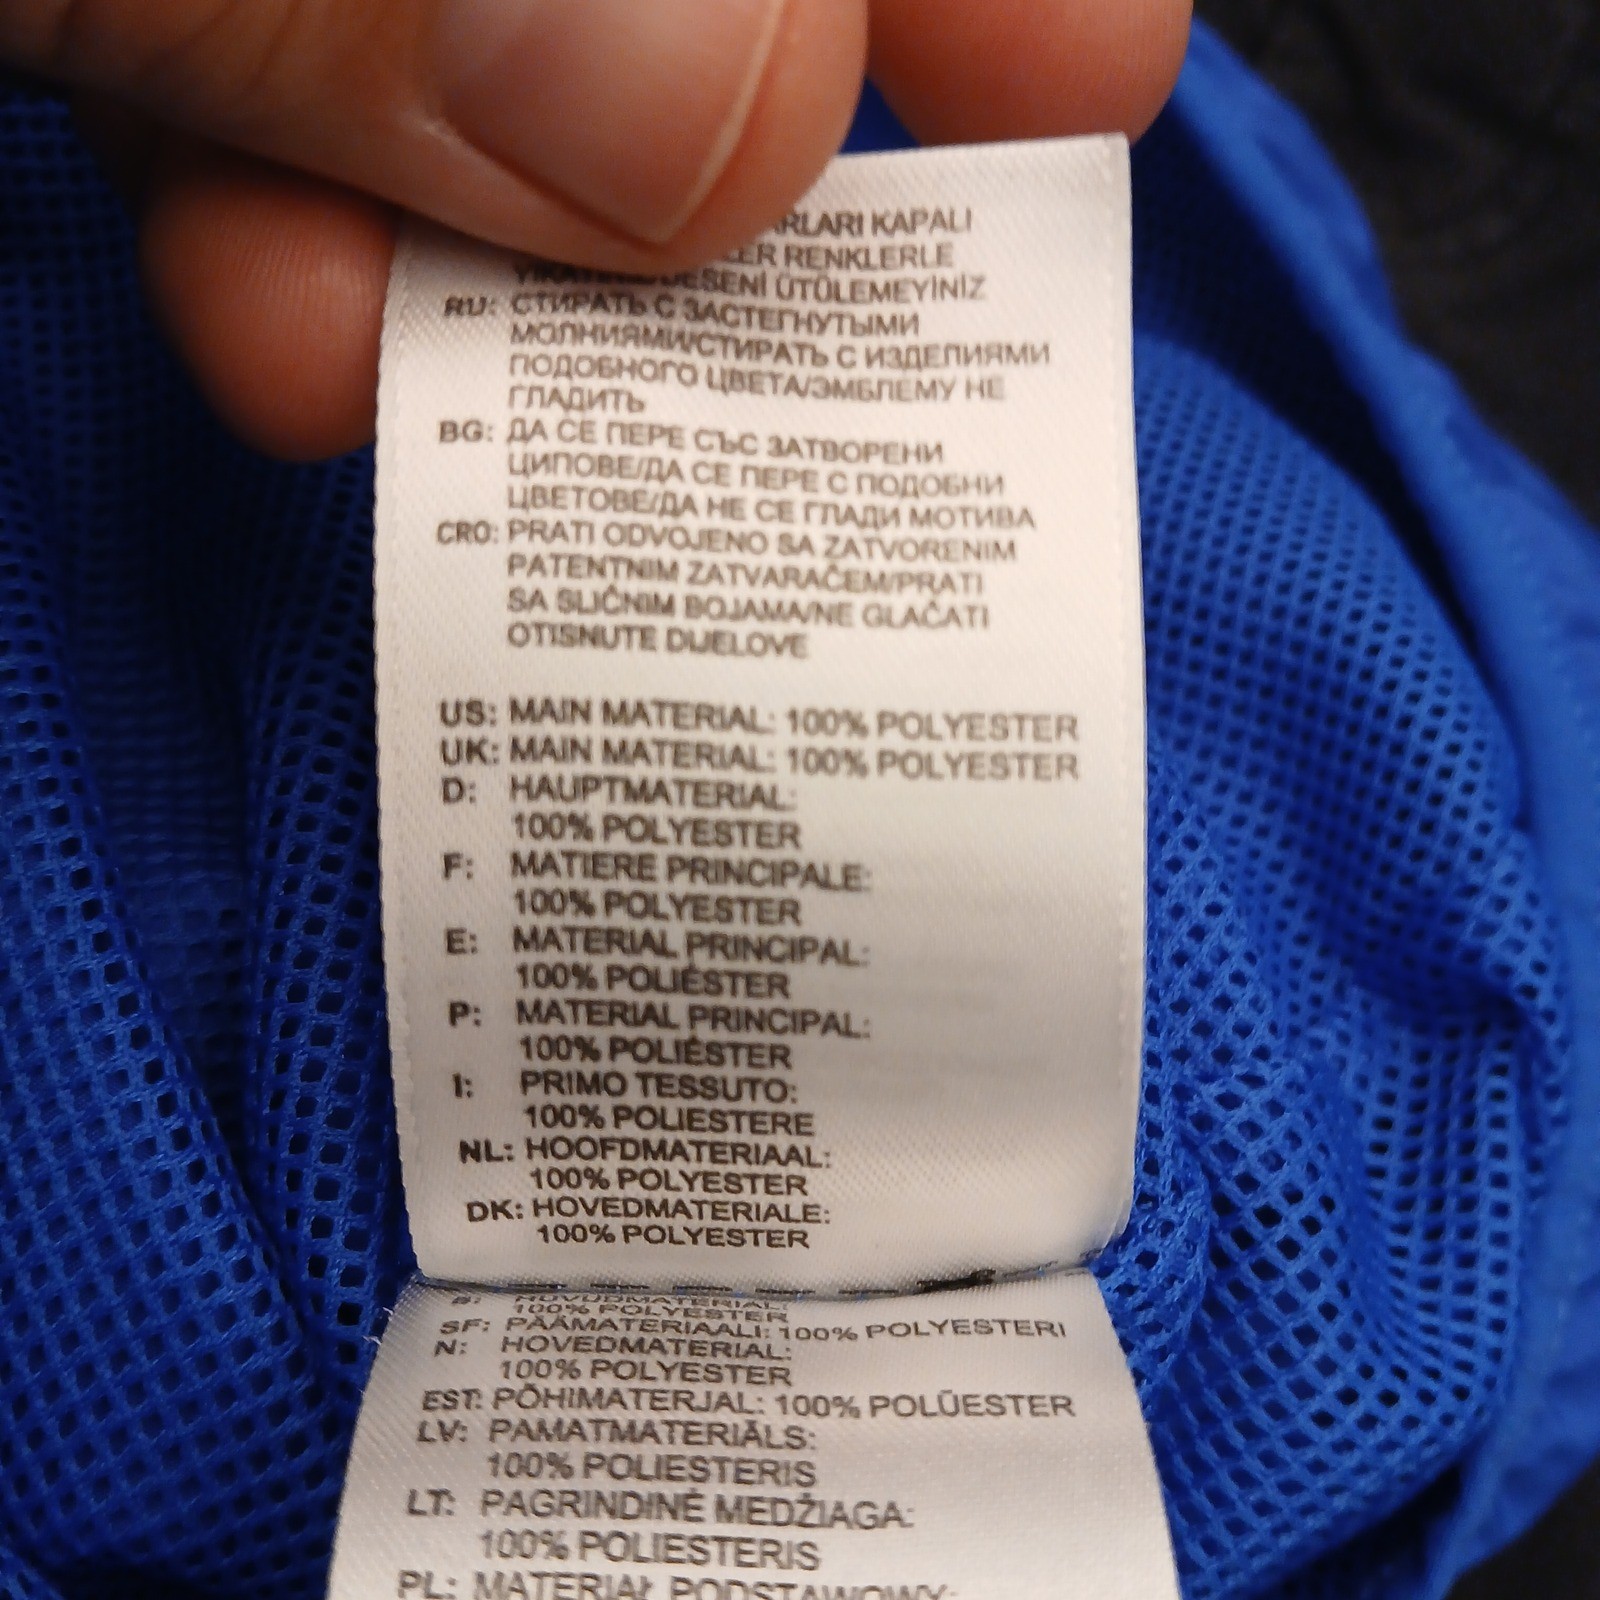 RLARI KAPALI
LER RENKLERLE
DESENİ ÜTÜLEMEYİNİZ
RU: СТИРАТЬ С ЗАСТЕГНУТЫМИ
МОЛНИЯМИ/СТИРАТЬ С ИЗДЕЛИЯМИ
ПОДОБНОГО ЦВЕТА/ЭМБЛЕМУ НЕ
ГЛАДИТЬ
BG: ДА СЕ ПЕРЕ СЪС ЗАТВОРЕНИ
ЦИПОВЕ/ДА СЕ ПЕРЕ С ПОДОБНИ
ЦВЕТОВЕ/ДА НЕ СЕ ГЛАДИ МОТИВА
CRO: PRATI ODVOJENO SA ZATVORENIM
PATENTNIM ZATVARAČEM/PRATI
SA SLIČNIM BOJAMA/NE GLAČATI
OTISNUTE DIJELOVE
US: MAIN MATERIAL: 100% POLYESTER
UK: MAIN MATERIAL: 100% POLYESTER
D: HAUPTMATERIAL:
100% POLYESTER
F: MATIERE PRINCIPALE:
100% POLYESTER
E: MATERIAL PRINCIPAL:
100% POLIÉSTER
P: MATERIAL PRINCIPAL:
100% POLIÉSTER
I: PRIMO TESSUTO:
100% POLIESTERE
NL: HOOFDMATERIAAL:
100% POLYESTER
DK: HOVEDMATERIALE:
100% POLYESTER
S: HUVUDMATERIAL:
100% POLYESTER
SF: PÄÄMATERIAALI: 100% POLYESTERI
N: HOVEDMATERIAL:
100% POLYESTER
EST: PÕHIMATERJAL: 100% POLÜESTER
LV: PAMATMATERIĀLS:
100% POLIESTERIS
LT: PAGRINDINĖ MEDŽIAGA:
100% POLIESTERIS
PL: MATERIAŁ PODSTAWOWY: